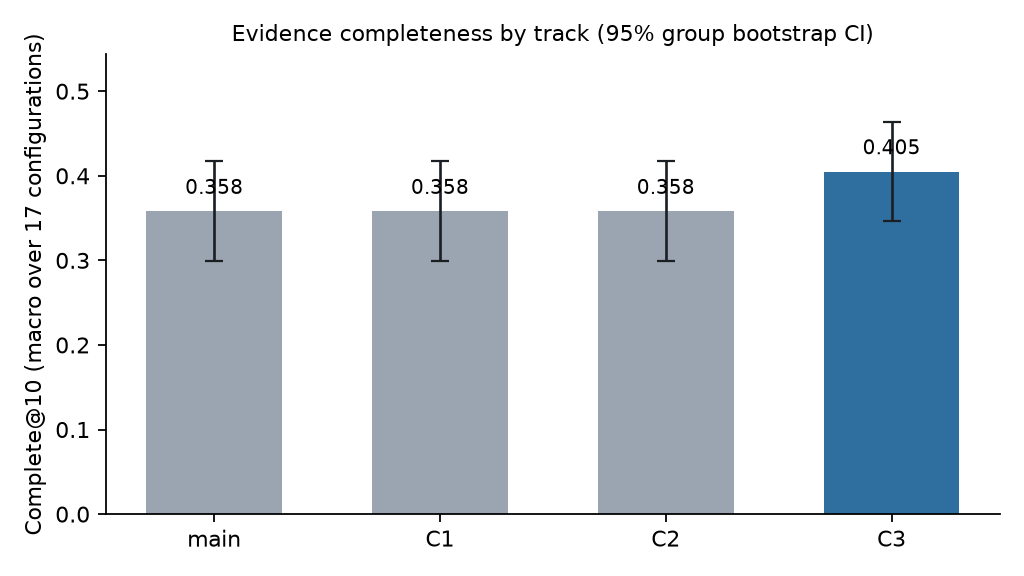 Evidence completeness by track (95% group bootstrap CI)
Complete@10 (macro over 17 configurations)
0.5
0.4
0.3
0.2
0.1
0.0
0.358
0.358
0.358
0.405
main
C1
C2
C3